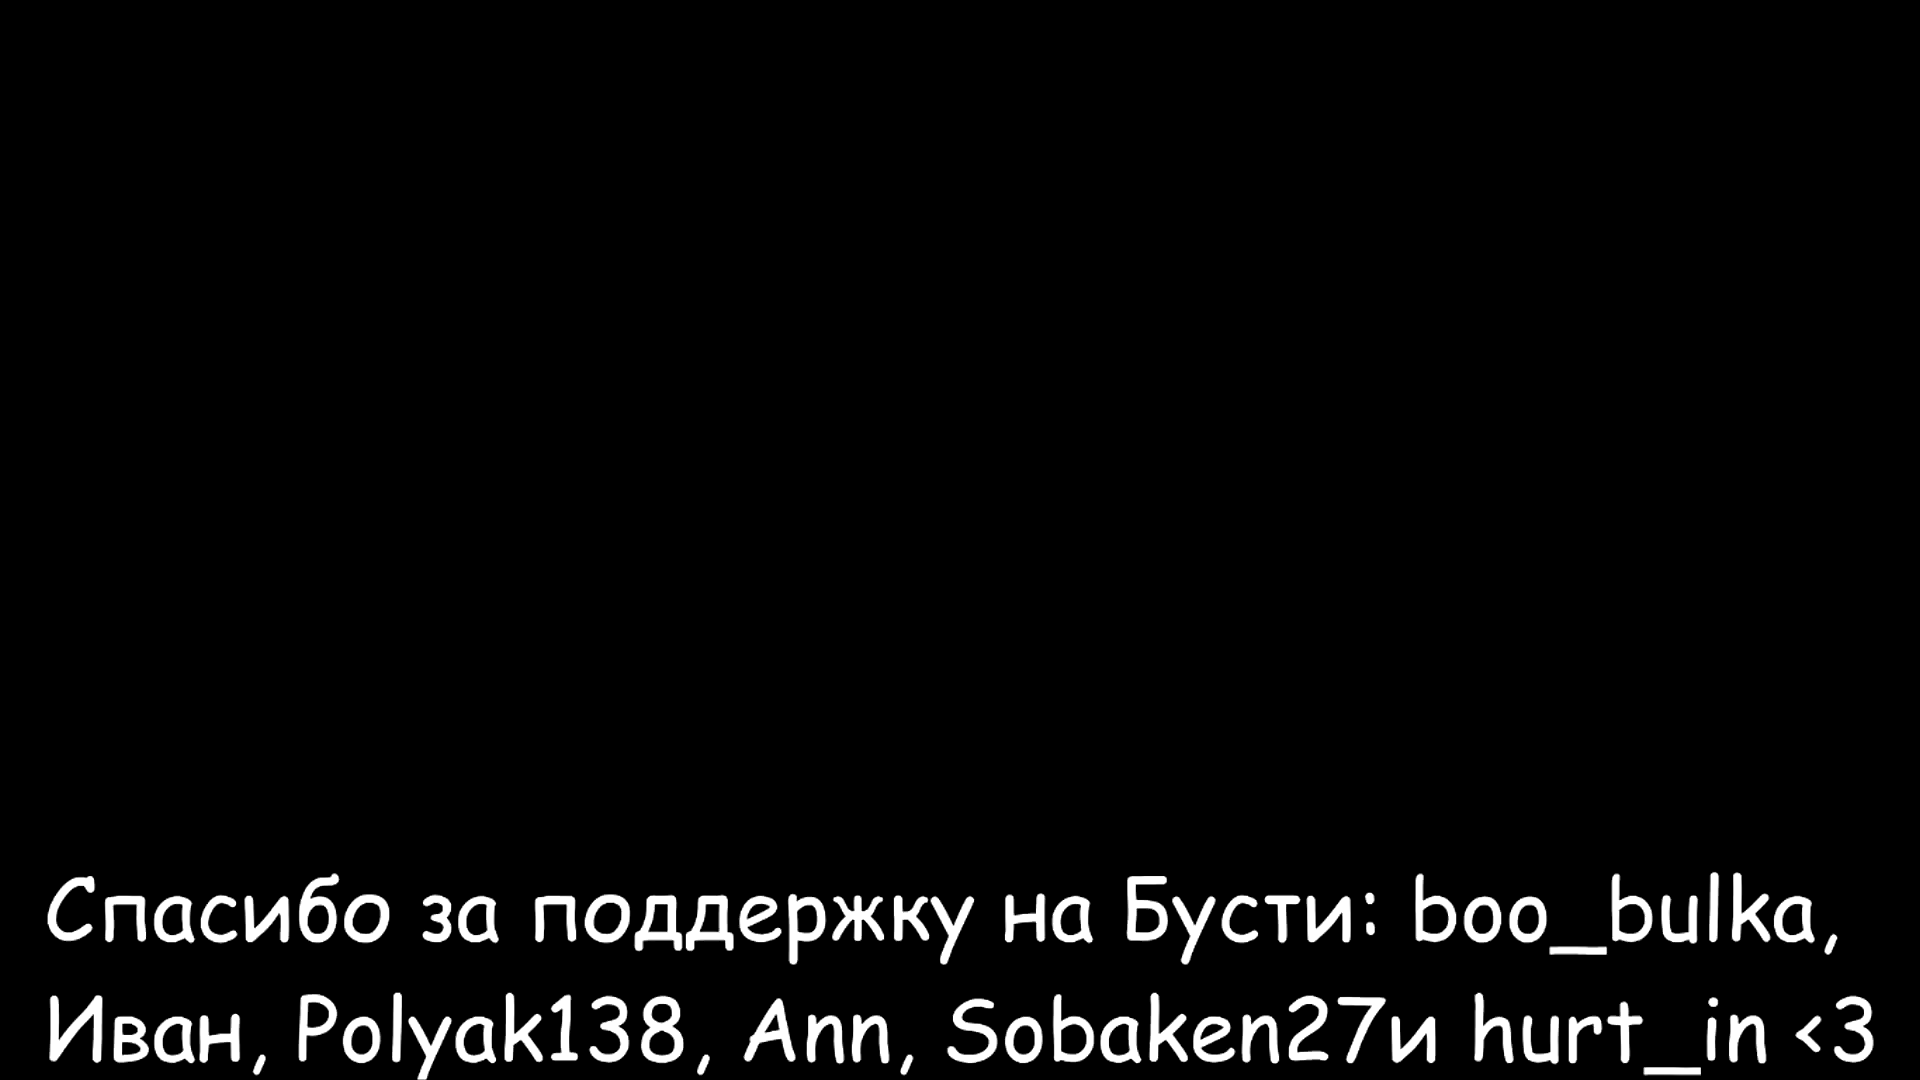 Спасибо за поддержку на Бусти: boo_bulka,
Иван, Polyak138, Ann, Sobaken27и hurt_in <3